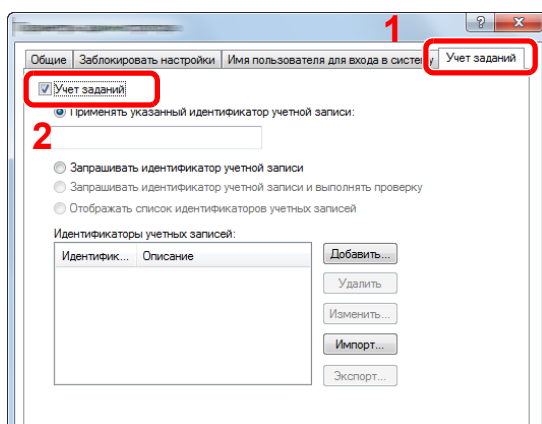 1
Общие Заблокировать настройки Имя пользователя для входа в систему Учет заданий
Учет заданий
Применять указанный идентификатор учетной записи:
2
Запрашивать идентификатор учетной записи
Запрашивать идентификатор учетной записи и выполнять проверку
Отображать список идентификаторов учетных записей
Идентификаторы учетных записей:
Идентифик... Описание
Добавить...
Удалить
Изменить...
Импорт...
Экспорт...